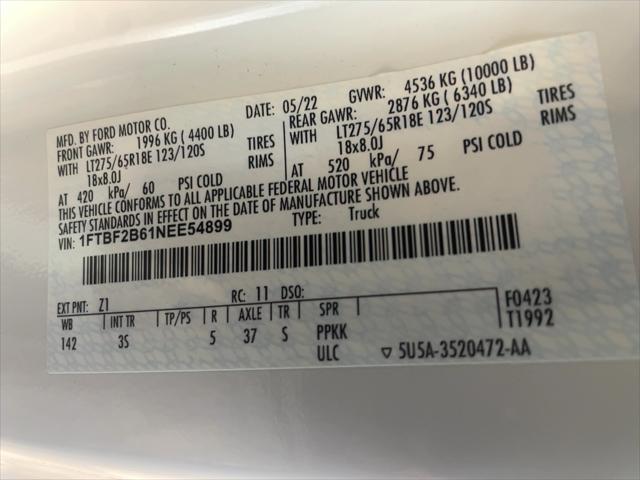 MFD. BY FORD MOTOR CO.
DATE: 05/22 GVWR: 4536 KG (10000 LB)
FRONT GAWR: 1996 KG (4400 LB) REAR GAWR: 2876 KG (6340 LB)
WITH LT275/65R18E 123/120S TIRES WITH LT275/65R18E 123/120S TIRES
18x8.0J RIMS 18x8.0J RIMS
AT 420 kPa/ 60 PSI COLD AT 520 kPa/ 75 PSI COLD
THIS VEHICLE CONFORMS TO ALL APPLICABLE FEDERAL MOTOR VEHICLE
SAFETY STANDARDS IN EFFECT ON THE DATE OF MANUFACTURE SHOWN ABOVE.
VIN: 1FTBF2B61NEE54899 TYPE: Truck
EXT PNT: Z1 RC: 11 DSO: F0423
WB INT TR TP/PS R AXLE TR SPR T1992
142 3S 5 37 S PPKK
ULC ▽ 5U5A-3520472-AA